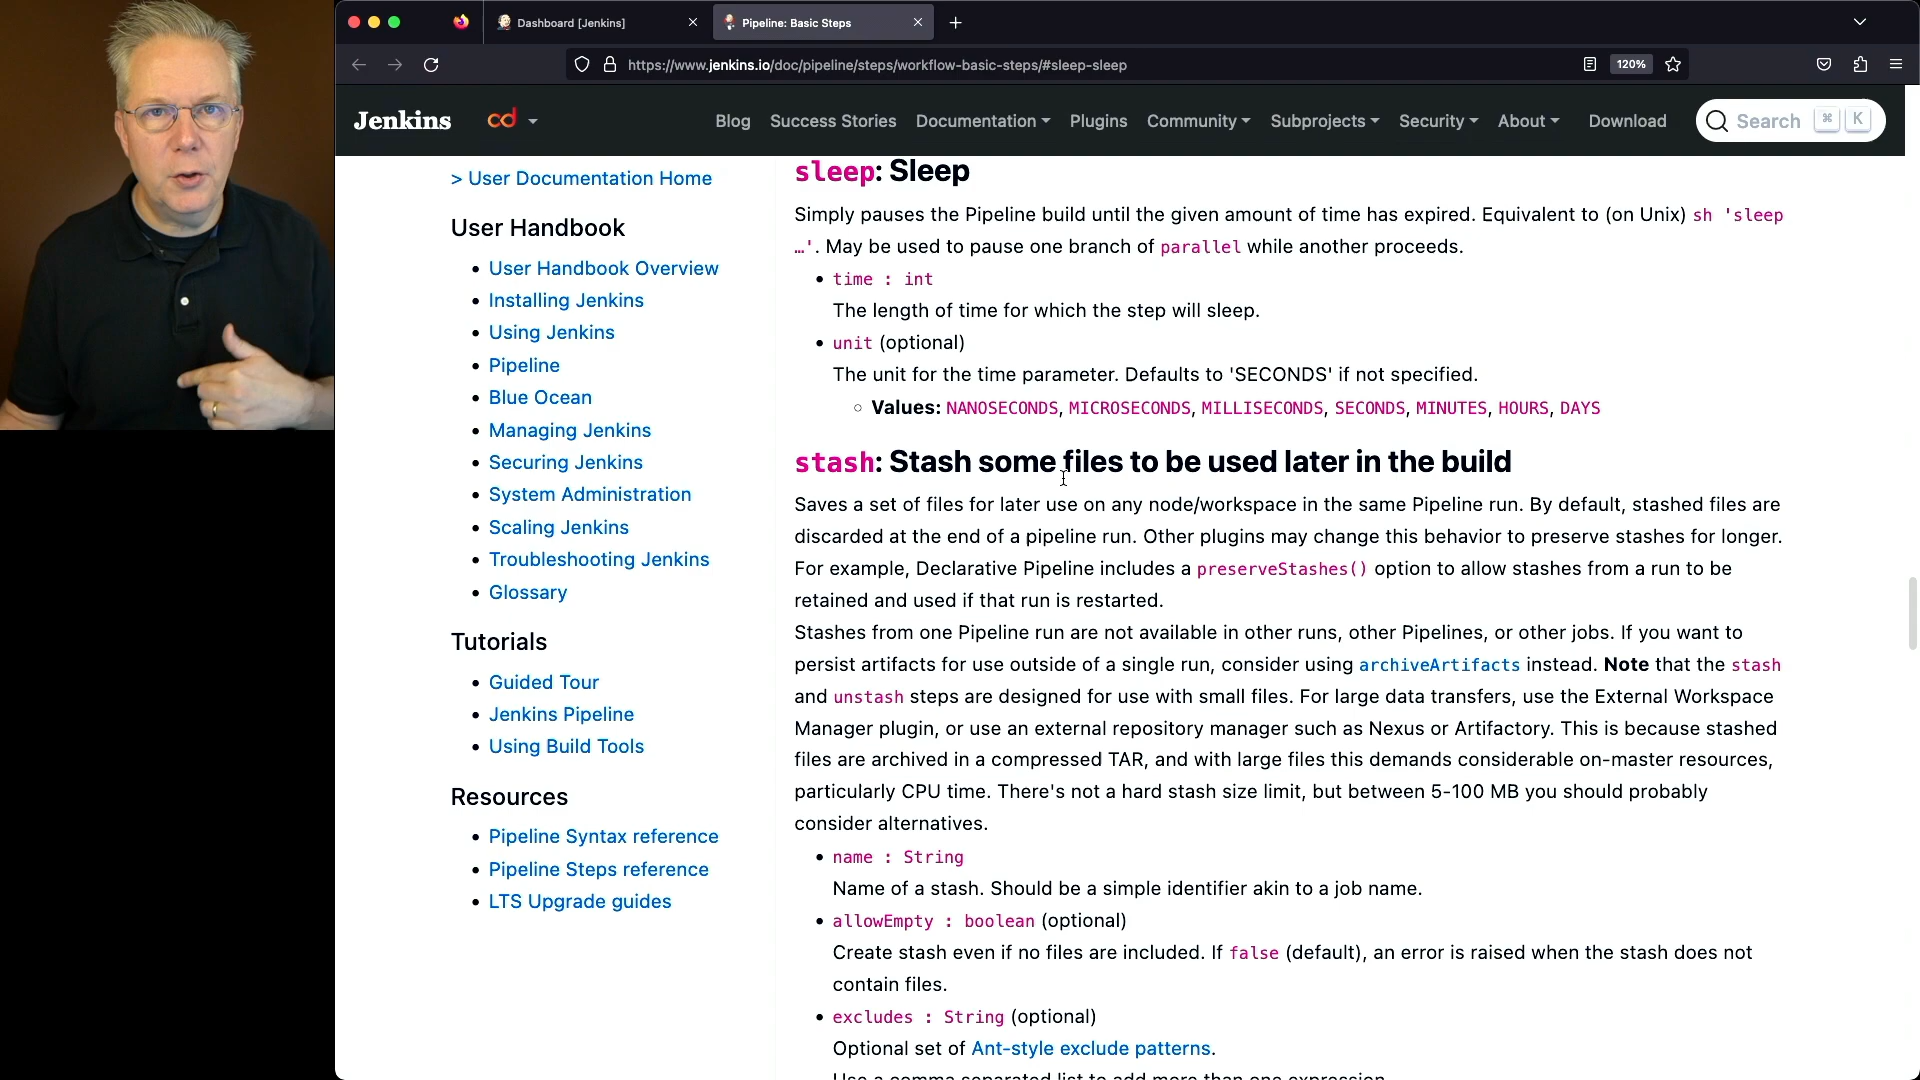 Dashboard [Jenkins]
Pipeline: Basic Steps
https://www.jenkins.io/doc/pipeline/steps/workflow-basic-steps/#sleep-sleep
120%
Jenkins
cd
Blog
Success Stories
Documentation
Plugins
Community
Subprojects
Security
About
Download
Search
⌘
K
> User Documentation Home
User Handbook
• User Handbook Overview
• Installing Jenkins
• Using Jenkins
• Pipeline
• Blue Ocean
• Managing Jenkins
• Securing Jenkins
• System Administration
• Scaling Jenkins
• Troubleshooting Jenkins
• Glossary
Tutorials
• Guided Tour
• Jenkins Pipeline
• Using Build Tools
Resources
• Pipeline Syntax reference
• Pipeline Steps reference
• LTS Upgrade guides
sleep: Sleep
Simply pauses the Pipeline build until the given amount of time has expired. Equivalent to (on Unix) sh 'sleep
…'. May be used to pause one branch of parallel while another proceeds.
• time : int
The length of time for which the step will sleep.
• unit (optional)
The unit for the time parameter. Defaults to 'SECONDS' if not specified.
◦ Values: NANOSECONDS, MICROSECONDS, MILLISECONDS, SECONDS, MINUTES, HOURS, DAYS
stash: Stash some files to be used later in the build
Saves a set of files for later use on any node/workspace in the same Pipeline run. By default, stashed files are
discarded at the end of a pipeline run. Other plugins may change this behavior to preserve stashes for longer.
For example, Declarative Pipeline includes a preserveStashes() option to allow stashes from a run to be
retained and used if that run is restarted.
Stashes from one Pipeline run are not available in other runs, other Pipelines, or other jobs. If you want to
persist artifacts for use outside of a single run, consider using archiveArtifacts instead. Note that the stash
and unstash steps are designed for use with small files. For large data transfers, use the External Workspace
Manager plugin, or use an external repository manager such as Nexus or Artifactory. This is because stashed
files are archived in a compressed TAR, and with large files this demands considerable on-master resources,
particularly CPU time. There's not a hard stash size limit, but between 5-100 MB you should probably
consider alternatives.
• name : String
Name of a stash. Should be a simple identifier akin to a job name.
• allowEmpty : boolean (optional)
Create stash even if no files are included. If false (default), an error is raised when the stash does not
contain files.
• excludes : String (optional)
Optional set of Ant-style exclude patterns.
Use a comma separated list to add more than one expression.